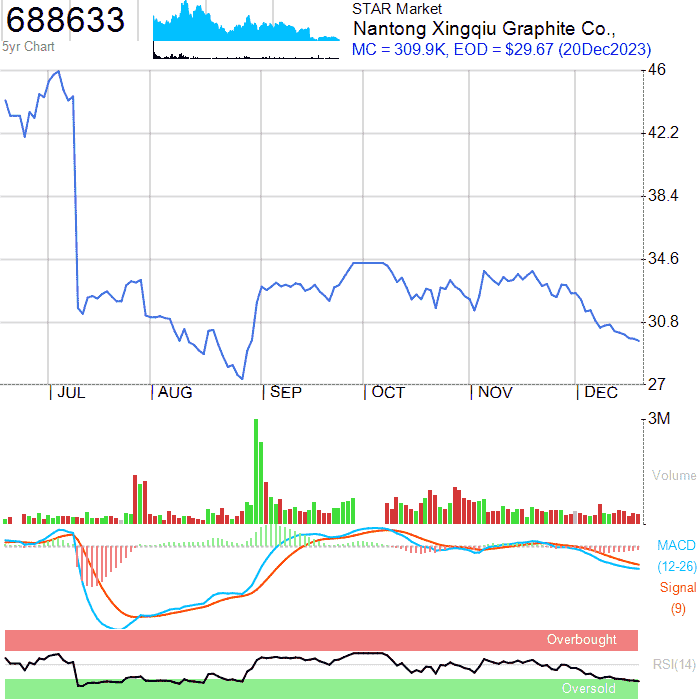 688633
5yr Chart
STAR Market
Nantong Xingqiu Graphite Co.,
MC = 309.9K, EOD = $29.67 (20Dec2023)
46
42.2
38.4
34.6
30.8
27
JUL
AUG
SEP
OCT
NOV
DEC
3M
Volume
MACD
(12-26)
Signal
(9)
Overbought
RSI(14)
Oversold